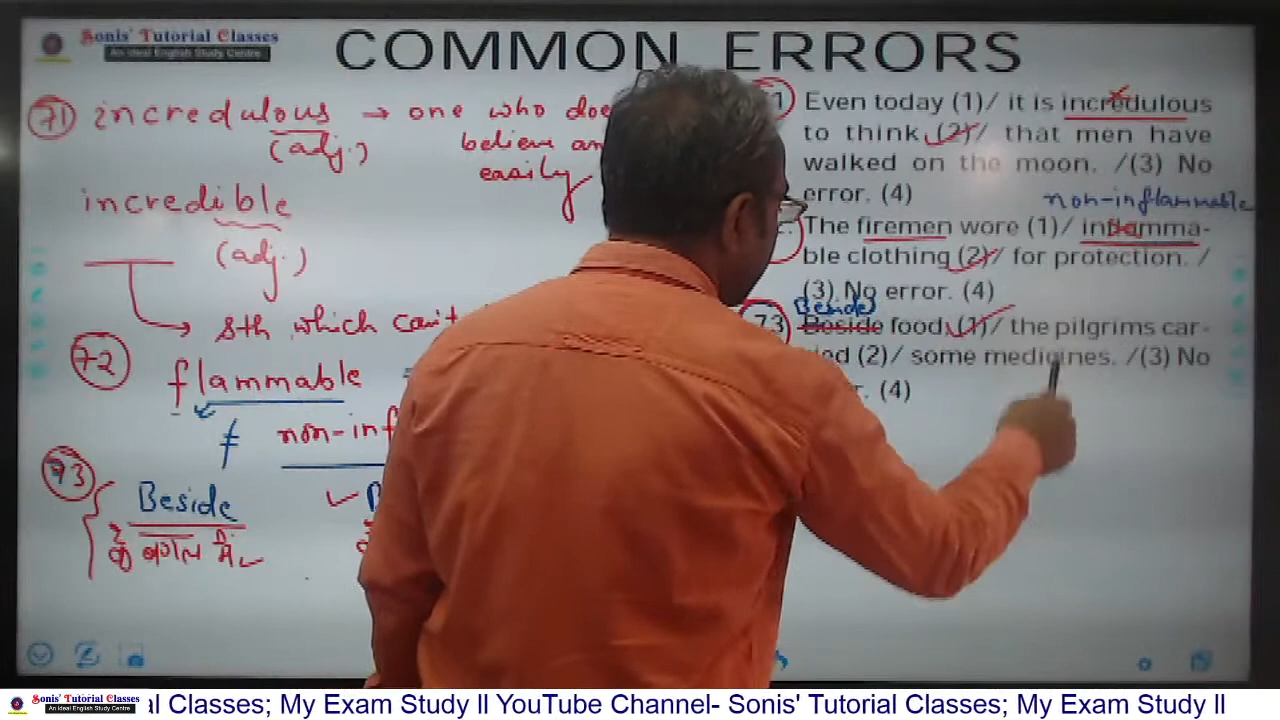 Sonis' Tutorial Classes
An Ideal English Study Centre
COMMON ERRORS
71 incredulous → one who doe
(adj.)
believe an
easily
incredible
(adj.)
→ sth which can't
72
flammable =
≠ non-inf
73
Beside
के बगल में
1 Even today (1)/ it is incredulous
to think (2)/ that men have
walked on the moon. /(3) No
error. (4)
non-inflammable
The firemen wore (1)/ inflamma-
ble clothing (2)/ for protection. /
(3) No error. (4)
Besides
73 Beside food (1)/ the pilgrims car-
ried (2)/ some medicines. /(3) No
r. (4)
Sonis' Tutorial Classes
An Ideal English Study Centre
al Classes; My Exam Study ll YouTube Channel- Sonis' Tutorial Classes; My Exam Study ll